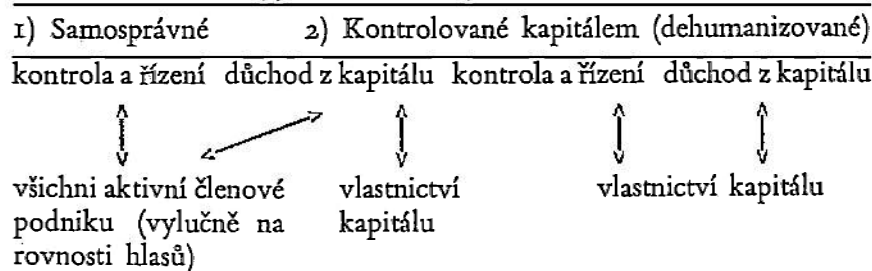 1) Samosprávné 2) Kontrolované kapitálem (dehumanizované)
kontrola a řízení důchod z kapitálu kontrola a řízení důchod z kapitálu
všichni aktivní členové vlastnictví vlastnictví kapitálu
podniku (vylučně na kapitálu
rovnosti hlasů)